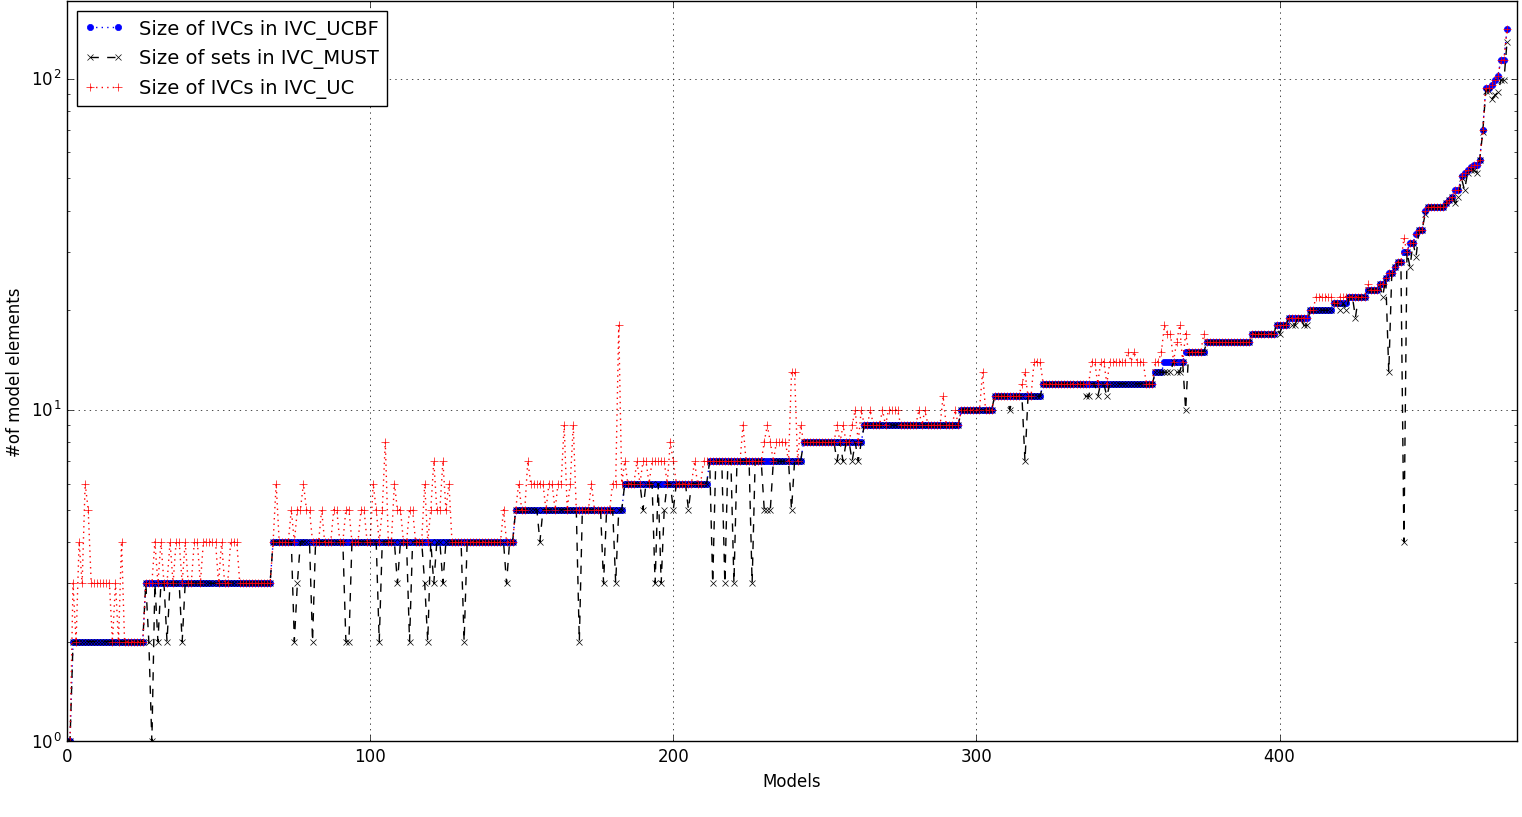 Size of IVCs in IVC_UCBF
Size of sets in IVC_MUST
Size of IVCs in IVC_UC
10²
10¹
10⁰
#of model elements
0 100 200 300 400
Models